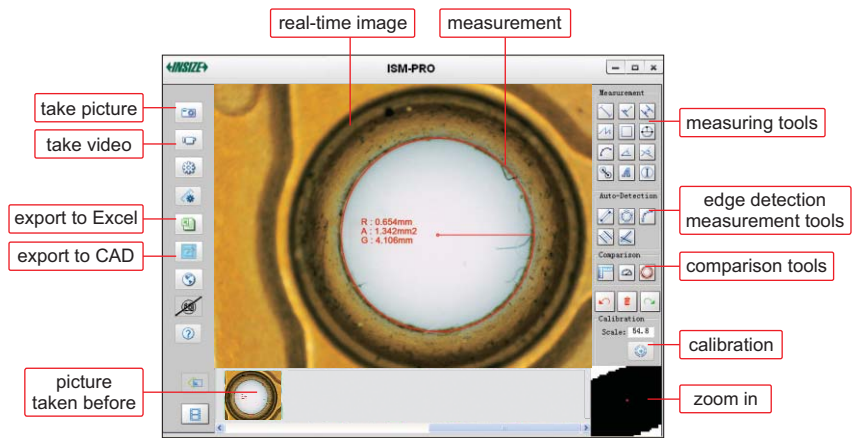 real-time image
measurement
INSIZE
ISM-PRO
take picture
take video
export to Excel
export to CAD
picture
taken before
R : 0.654mm
A : 1.342mm2
G : 4.106mm
Measurement
Auto-Detection
Comparison
Calibration
Scale: 54.8
measuring tools
edge detection
measurement tools
comparison tools
calibration
zoom in